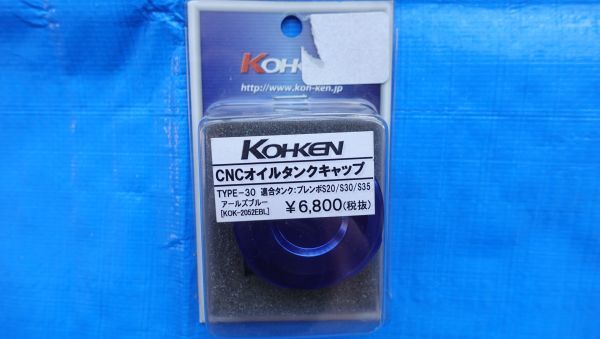 KOHKEN
http://www.koh-ken.jp
KOHKEN
CNCオイルタンクキャップ
TYPE-30 適合タンク:ブレンボS20/S30/S35
アールズブルー
[KOK-2052EBL]
¥6,800(税抜)